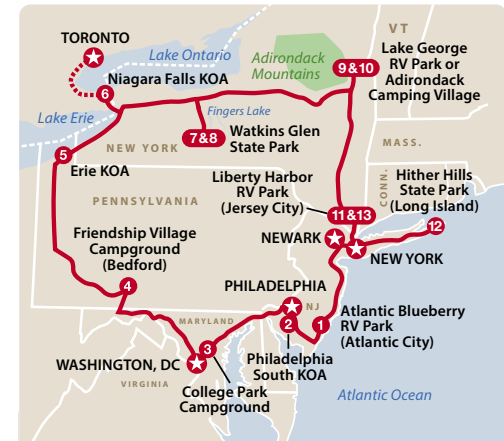 TORONTO
Lake Ontario
Adirondack
Mountains
VT
9 & 10
Lake George
RV Park or
Adirondack
Camping Village
6
Niagara Falls KOA
Lake Erie
Fingers Lake
7 & 8
Watkins Glen
State Park
NEW YORK
MASS.
5
Erie KOA
CONN.
Liberty Harbor
RV Park
(Jersey City)
Hither Hills
State Park
(Long Island)
PENNSYLVANIA
11 & 13
12
Friendship Village
Campground
(Bedford)
NEWARK
NEW YORK
4
PHILADELPHIA
NJ
2
1
Atlantic Blueberry
RV Park
(Atlantic City)
MARYLAND
3
Philadelphia
South KOA
WASHINGTON, DC
VIRGINIA
College Park
Campground
Atlantic Ocean